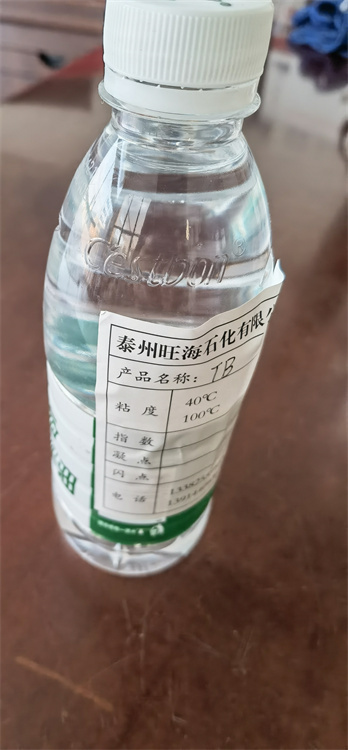 C'estbon®
泰州旺海石化有限
产品名称: TB
粘度 40℃
100℃
指数
凝点
闪点
电话